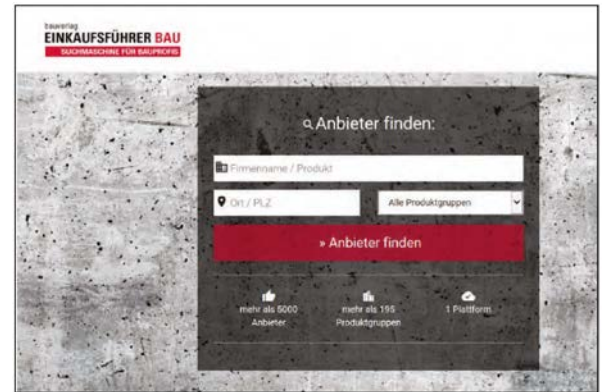 bauverlag
EINKAUFSFÜHRER BAU
SUCHMASCHINE FÜR BAUPROFIS
Anbieter finden:
Firmenname / Produkt
Ort / PLZ
Alle Produktgruppen
» Anbieter finden
mehr als 5000
Anbieter
mehr als 195
Produktgruppen
1 Plattform